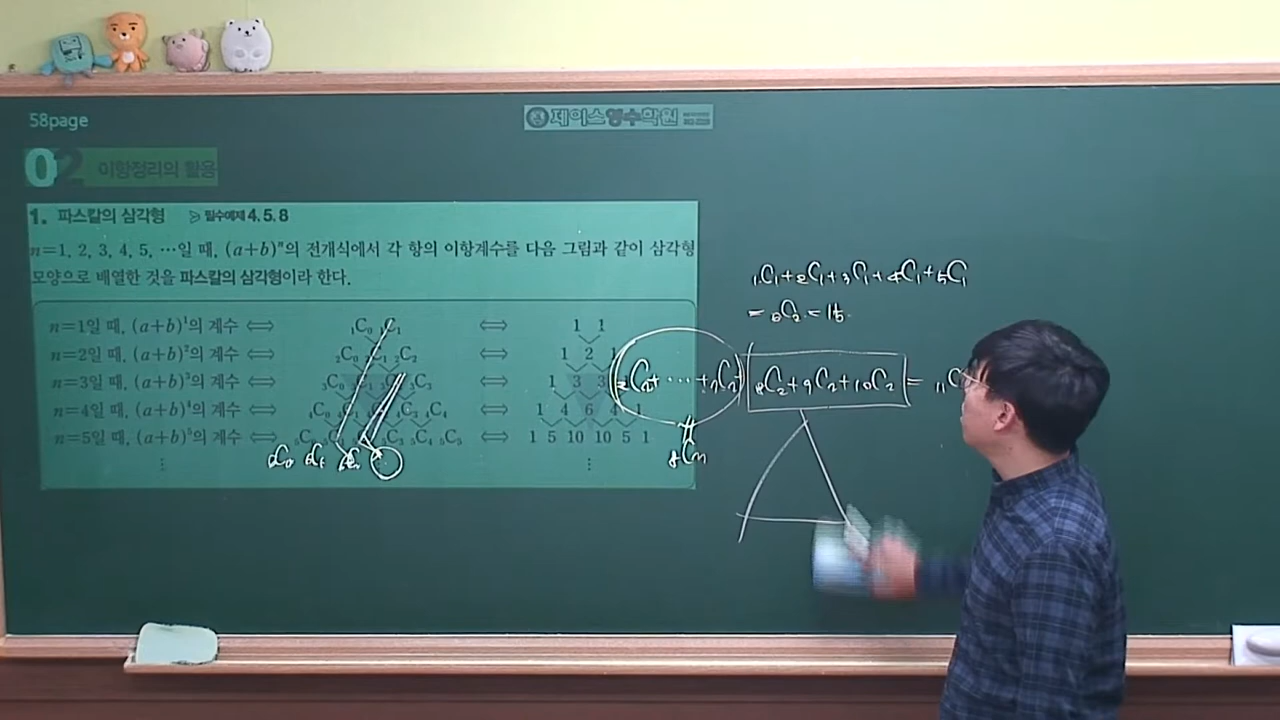 58page
제이스영수학원
02 이항정리의 활용
1. 파스칼의 삼각형 ▷ 필수예제 4, 5, 8
n=1, 2, 3, 4, 5, …일 때, (a+b)ⁿ의 전개식에서 각 항의 이항계수를 다음 그림과 같이 삼각형
모양으로 배열한 것을 파스칼의 삼각형이라 한다.
n=1일 때, (a+b)¹의 계수 ⇔ ₁C₀ ₁C₁ ⇔ 1 1
n=2일 때, (a+b)²의 계수 ⇔ ₂C₀ ₂C₁ ₂C₂ ⇔ 1 2 1
n=3일 때, (a+b)³의 계수 ⇔ ₃C₀ ₃C₁ ₃C₃ ⇔ 1 3 3
n=4일 때, (a+b)⁴의 계수 ⇔ ₄C₀ ₄C₁ ₄C₃ ₄C₄ ⇔ 1 4 6 4 1
n=5일 때, (a+b)⁵의 계수 ⇔ ₅C₀ ₅C₁ ₅C₃ ₅C₄ ₅C₅ ⇔ 1 5 10 10 5 1
⋮ ⋮
₆C₀ ₆C₁
₁C₁+₂C₁+₃C₁+₄C₁+₅C₁
= ₆C₂ = 15.
₈C₂+₉C₂+₁₀C₂ = ₁₁C